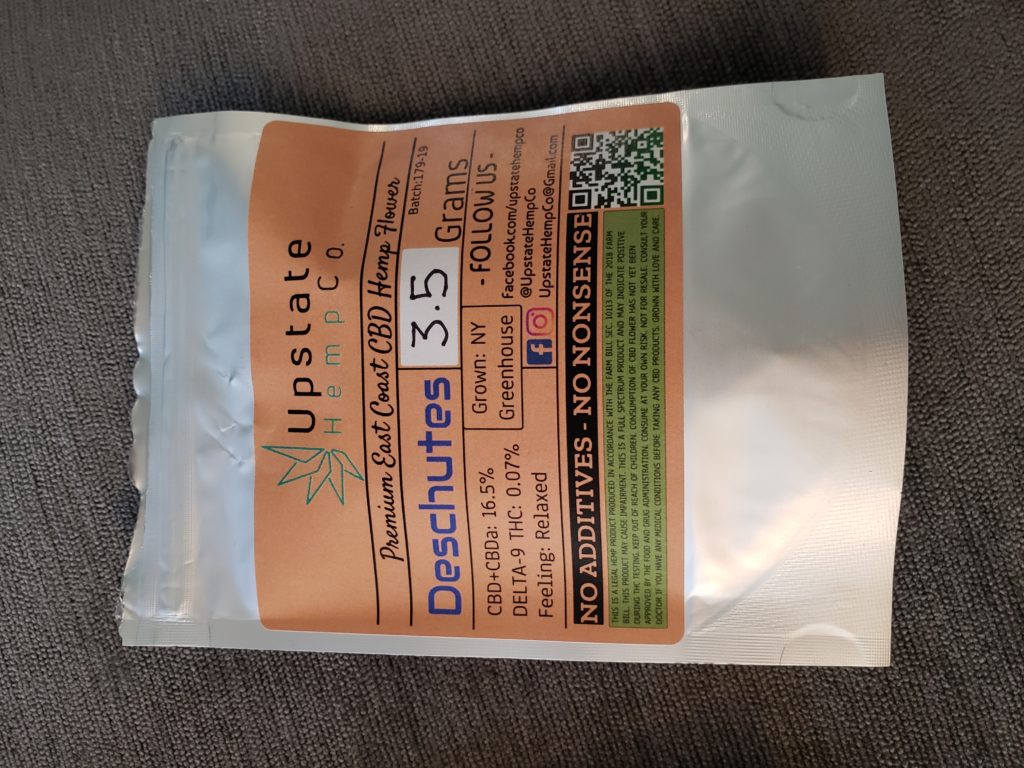 Upstate
Hemp Co.
Premium East Coast CBD Hemp Flower
Batch:179-19
Deschutes 3.5 Grams
CBD+CBDa: 16.5%
DELTA-9 THC: 0.07%
Feeling: Relaxed
Grown: NY
Greenhouse
- FOLLOW US -
Facebook.com/upstatehempco
@UpstateHempCo
UpstateHempCo@Gmail.com
NO ADDITIVES - NO NONSENSE
THIS IS A LEGAL HEMP PRODUCT PRODUCED IN ACCORDANCE WITH THE FARM BILL SEC. 10113 OF THE 2018 FARM
BILL. THIS PRODUCT MAY CAUSE IMPAIRMENT. THIS IS A FULL SPECTRUM PRODUCT AND MAY INDICATE POSITIVE
DURING THC TESTING. KEEP OUT OF REACH OF CHILDREN. CONSUMPTION OF CBD FLOWER HAS NOT YET BEEN
APPROVED BY THE FOOD AND DRUG ADMINISTRATION. CONSUME AT YOUR OWN RISK. NOT FOR RESALE. CONSULT YOUR
DOCTOR IF YOU HAVE ANY MEDICAL CONDITIONS BEFORE TAKING ANY CBD PRODUCTS. GROWN WITH LOVE AND CARE.